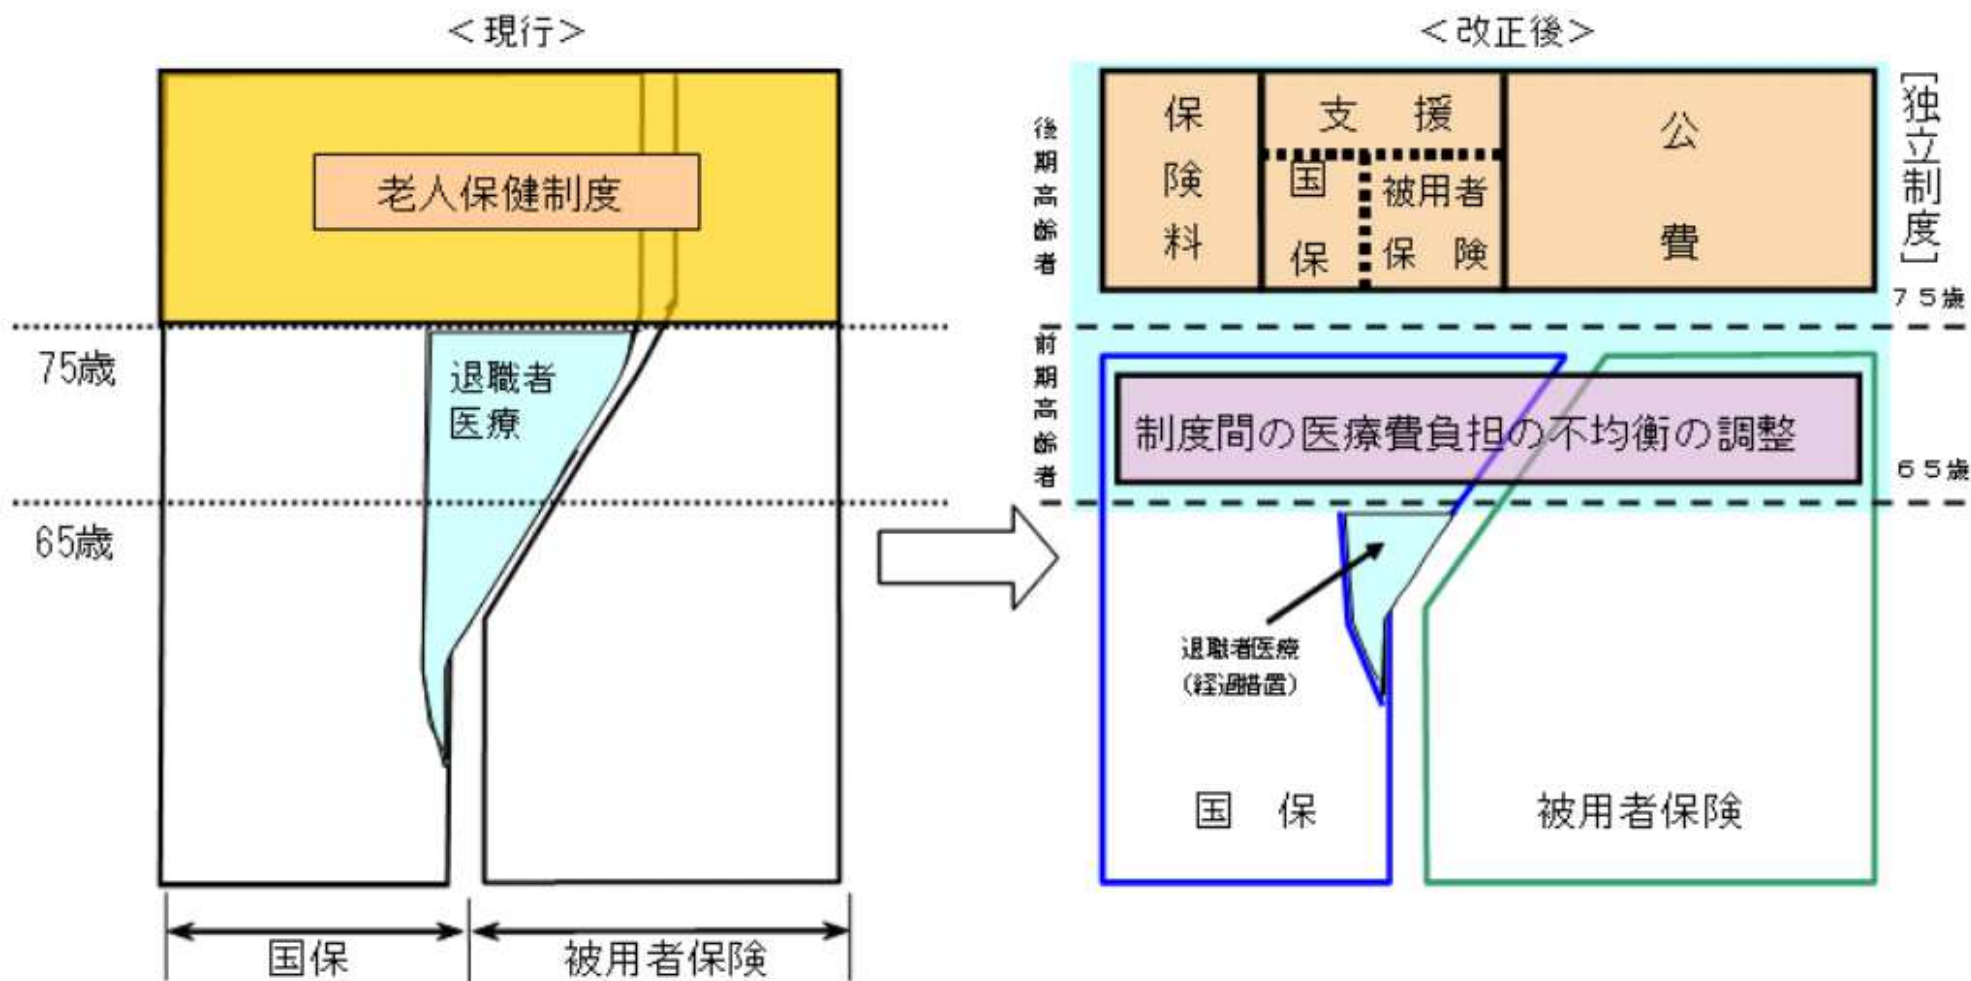 ＜現行＞
老人保健制度
75歳
退職者
医療
65歳
国保
被用者保険
＜改正後＞
後期高齢者
保険料
支　援
国保
被用者
保　険
公費
[独立制度]
７５歳
前期高齢者
制度間の医療費負担の不均衡の調整
６５歳
退職者医療
（経過措置）
国　保
被用者保険